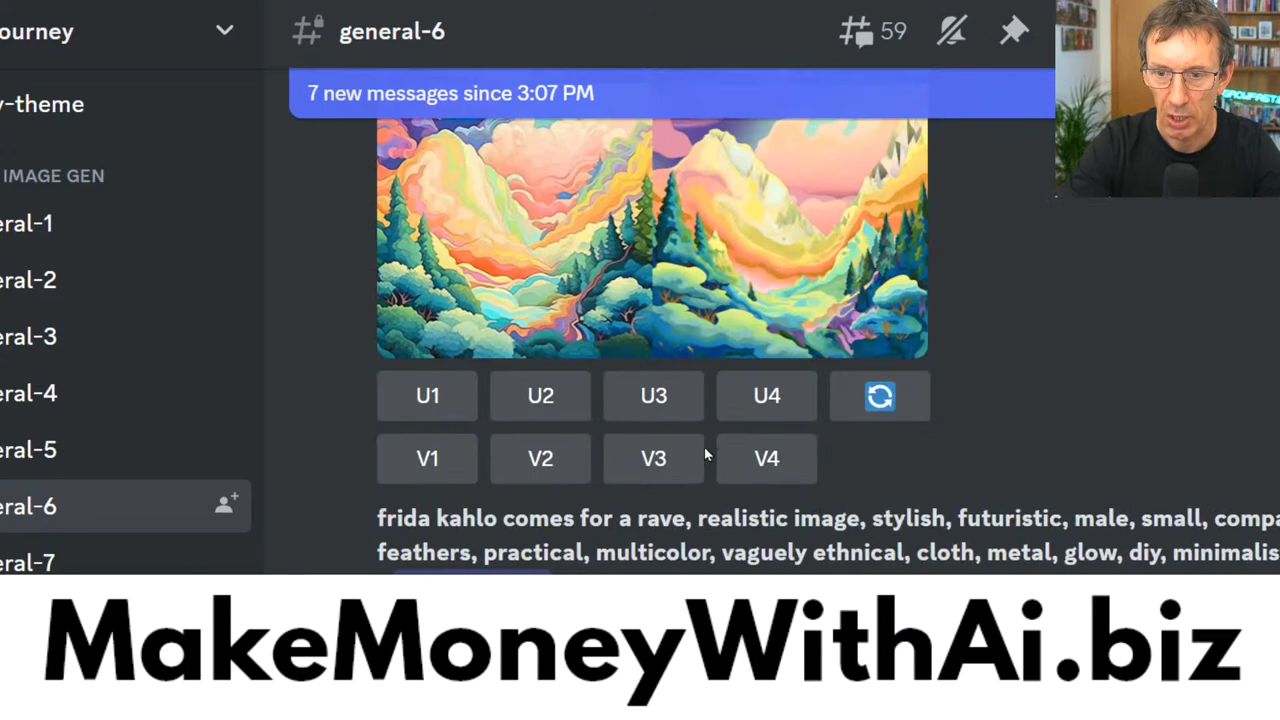 ourney
general-6
59
y-theme
7 new messages since 3:07 PM
IMAGE GEN
eral-1
eral-2
eral-3
eral-4
eral-5
eral-6
eral-7
U1 U2 U3 U4
V1 V2 V3 V4
frida kahlo comes for a rave, realistic image, stylish, futuristic, male, small, compa
feathers, practical, multicolor, vaguely ethnical, cloth, metal, glow, diy, minimalis
MakeMoneyWithAi.biz